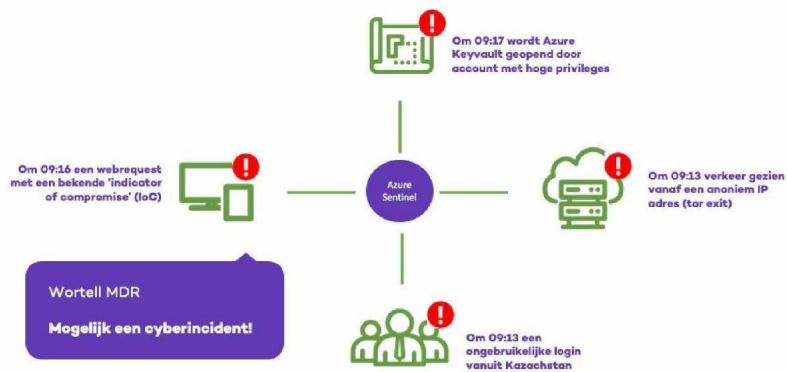 Om 09:17 wordt Azure
Keyvault geopend door
account met hoge privileges
Om 09:16 een webrequest
met een bekende 'indicator
of compromise' (IoC)
Azure
Sentinel
Om 09:13 verkeer gezien
vanaf een anoniem IP
adres (tor exit)
Wortell MDR
Mogelijk een cyberincident!
Om 09:13 een
ongebruikelijke login
vanuit Kazachstan